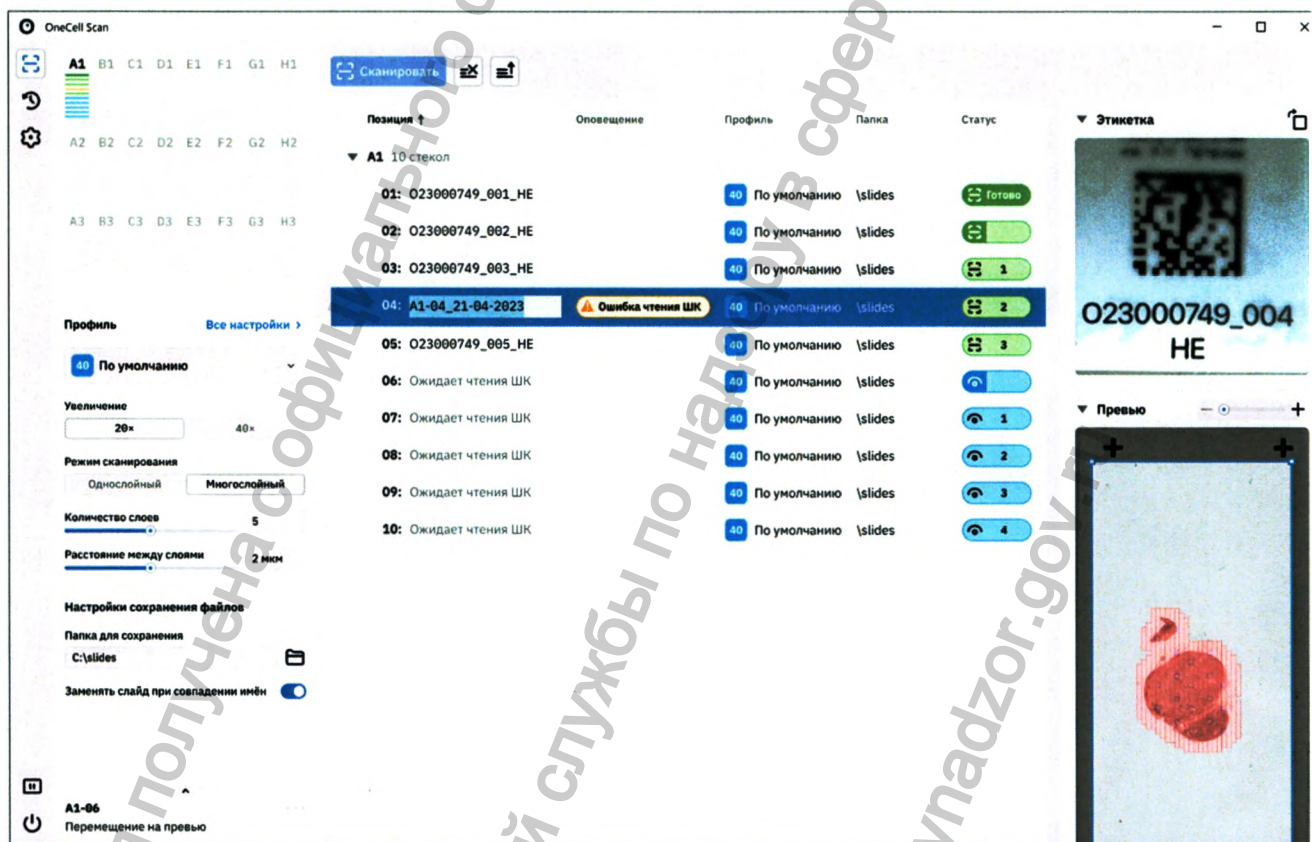 OneCell Scan
A1 B1 C1 D1 E1 F1 G1 H1
A2 B2 C2 D2 E2 F2 G2 H2
A3 B3 C3 D3 E3 F3 G3 H3
Профиль Все настройки >
40 По умолчанию
Увеличение
20× 40×
Режим сканирования
Однослойный Многослойный
Количество слоев 5
Расстояние между слоями 2 мкм
Настройки сохранения файлов
Папка для сохранения
C:\slides
Заменять слайд при совпадении имён
A1-06
Перемещение на превью
Сканировать
Позиция ↑ Оповещение Профиль Папка Статус
A1 10 стекол
01: O23000749_001_HE 40 По умолчанию \slides Готово
02: O23000749_002_HE 40 По умолчанию \slides
03: O23000749_003_HE 40 По умолчанию \slides 1
04: A1-04_21-04-2023 Ошибка чтения ШК 40 По умолчанию \slides 2
05: O23000749_005_HE 40 По умолчанию \slides 3
06: Ожидает чтения ШК 40 По умолчанию \slides
07: Ожидает чтения ШК 40 По умолчанию \slides 1
08: Ожидает чтения ШК 40 По умолчанию \slides 2
09: Ожидает чтения ШК 40 По умолчанию \slides 3
10: Ожидает чтения ШК 40 По умолчанию \slides 4
Этикетка
O23000749_004
HE
Превью
получена с официального
службы по надзору в сфер
nadzor.gov.r